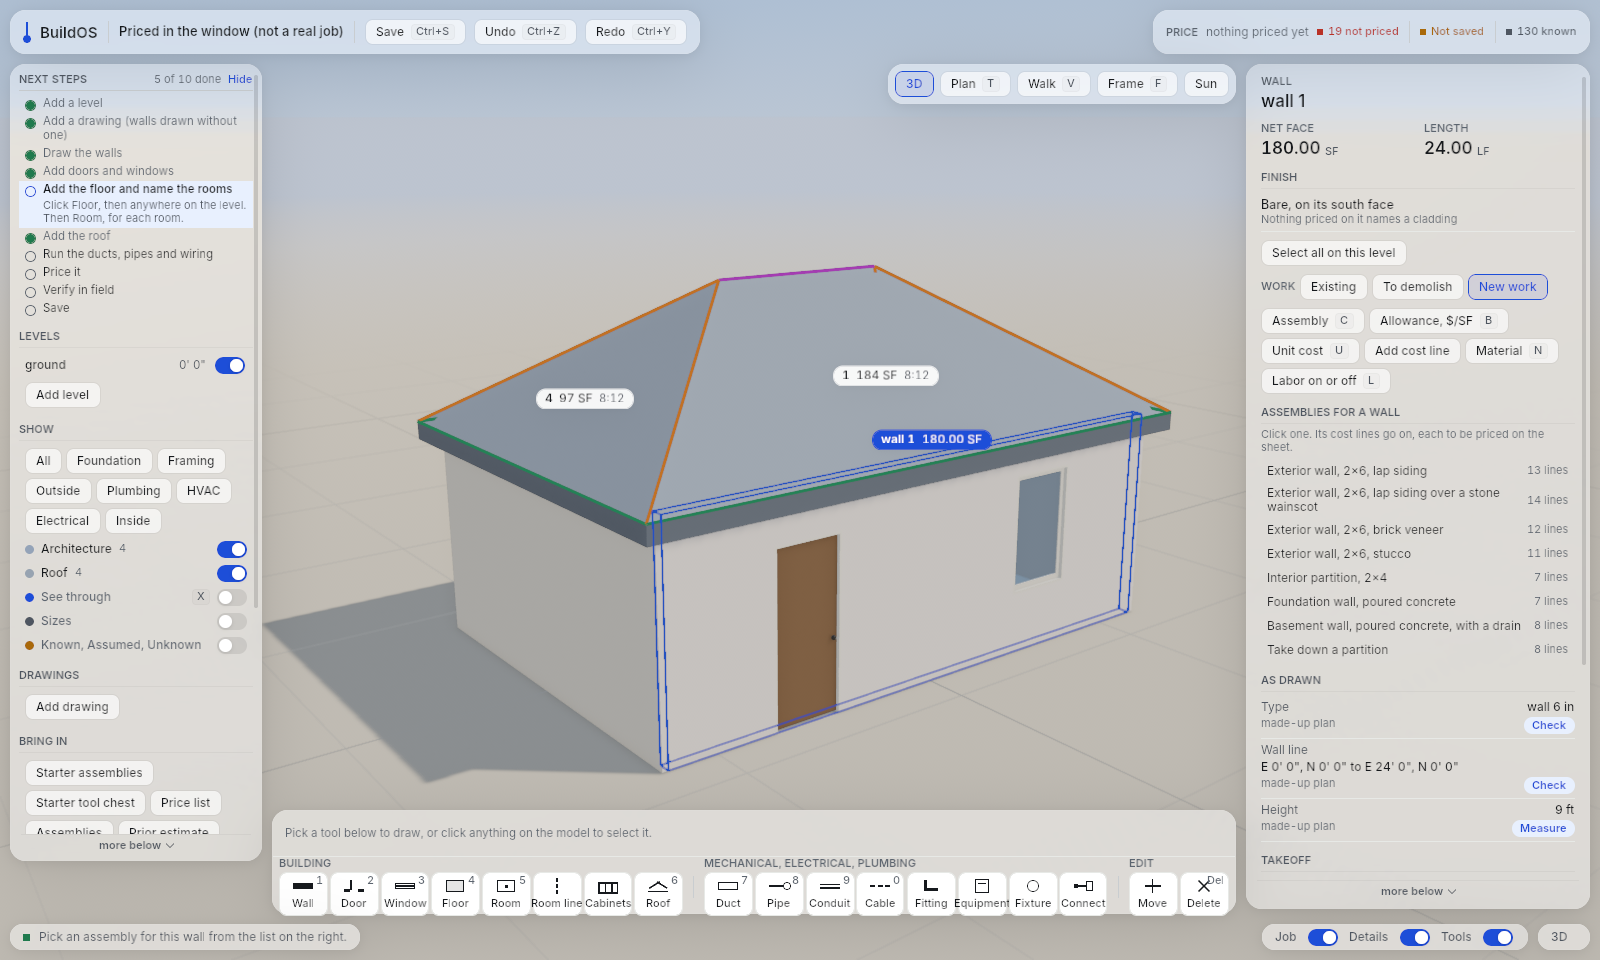 BuildOS
Priced in the window (not a real job)
Save Ctrl+S
Undo Ctrl+Z
Redo Ctrl+Y
PRICE nothing priced yet 19 not priced Not saved 130 known
NEXT STEPS 5 of 10 done Hide
Add a level
Add a drawing (walls drawn without
one)
Draw the walls
Add doors and windows
Add the floor and name the rooms
Click Floor, then anywhere on the level.
Then Room, for each room.
Add the roof
Run the ducts, pipes and wiring
Price it
Verify in field
Save
LEVELS
ground 0' 0"
Add level
SHOW
All Foundation Framing
Outside Plumbing HVAC
Electrical Inside
Architecture 4
Roof 4
See through X
Sizes
Known, Assumed, Unknown
DRAWINGS
Add drawing
BRING IN
Starter assemblies
Starter tool chest Price list
Assemblies Prior estimate
more below
3D Plan T Walk V Frame F Sun
4 97 SF 8:12
1 184 SF 8:12
wall 1 180.00 SF
WALL
wall 1
NET FACE LENGTH
180.00 SF 24.00 LF
FINISH
Bare, on its south face
Nothing priced on it names a cladding
Select all on this level
WORK Existing To demolish New work
Assembly C Allowance, $/SF B
Unit cost U Add cost line Material N
Labor on or off L
ASSEMBLIES FOR A WALL
Click one. Its cost lines go on, each to be priced on the
sheet.
Exterior wall, 2×6, lap siding 13 lines
Exterior wall, 2×6, lap siding over a stone
wainscot 14 lines
Exterior wall, 2×6, brick veneer 12 lines
Exterior wall, 2×6, stucco 11 lines
Interior partition, 2×4 7 lines
Foundation wall, poured concrete 7 lines
Basement wall, poured concrete, with a drain 8 lines
Take down a partition 8 lines
AS DRAWN
Type wall 6 in
made-up plan Check
Wall line
E 0' 0", N 0' 0" to E 24' 0", N 0' 0"
made-up plan Check
Height 9 ft
made-up plan Measure
TAKEOFF
more below
Pick a tool below to draw, or click anything on the model to select it.
BUILDING MECHANICAL, ELECTRICAL, PLUMBING EDIT
1 2 3 4 5 6 7 8 9 0 Del
Wall Door Window Floor Room Room line Cabinets Roof Duct Pipe Conduit Cable Fitting Equipment Fixture Connect Move Delete
Pick an assembly for this wall from the list on the right.
Job Details Tools 3D